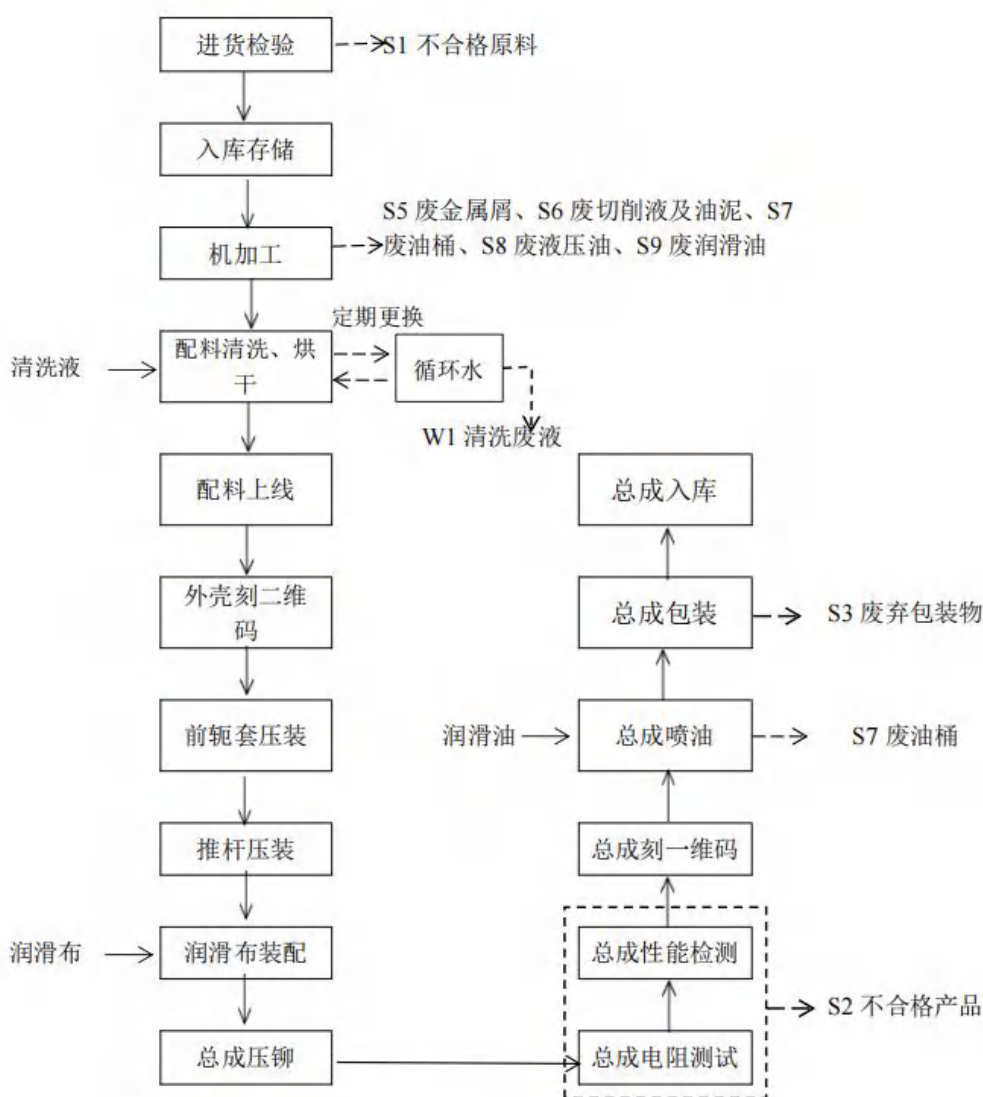 进货检验
S1 不合格原料
入库存储
S5 废金属屑、S6 废切削液及油泥、S7
废油桶、S8 废液压油、S9 废润滑油
机加工
定期更换
清洗液
配料清洗、烘
干
循环水
W1 清洗废液
配料上线
总成入库
外壳刻二维
码
总成包装
S3 废弃包装物
前轭套压装
润滑油
总成喷油
S7 废油桶
推杆压装
总成刻一维码
润滑布
润滑布装配
总成性能检测
S2 不合格产品
总成压铆
总成电阻测试